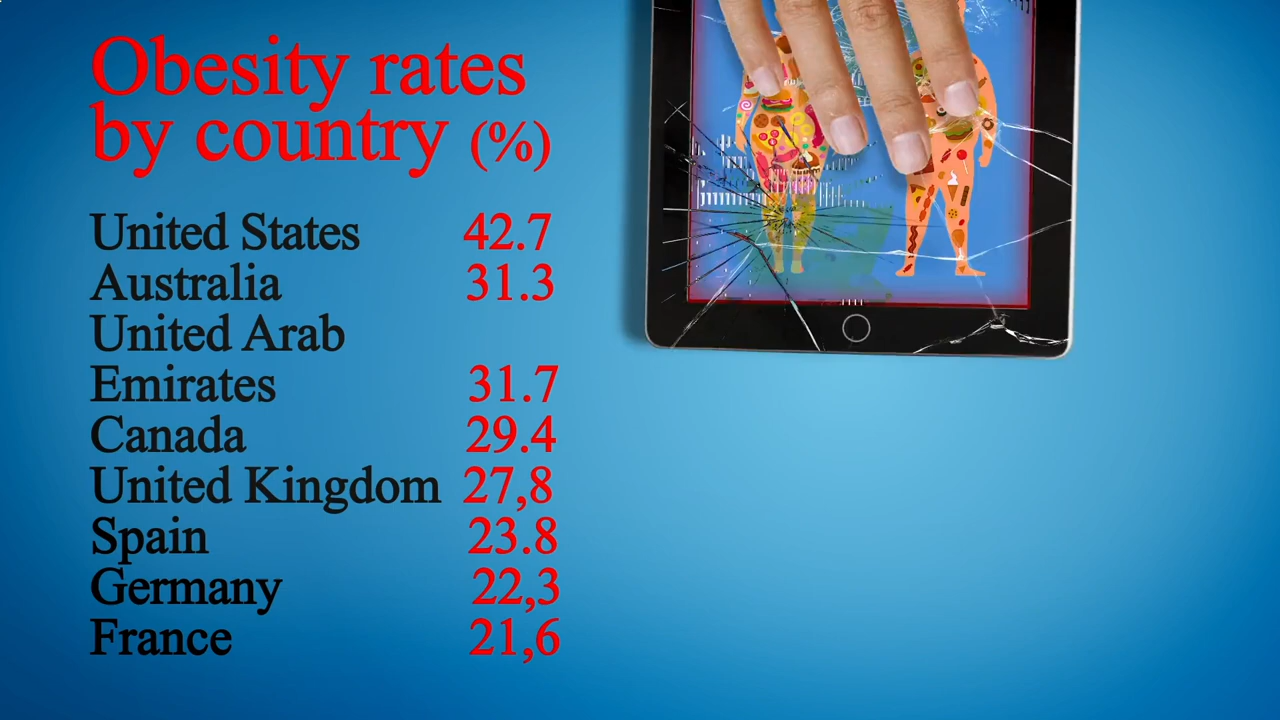 Obesity rates
by country (%)
United States 42.7
Australia 31.3
United Arab
Emirates 31.7
Canada 29.4
United Kingdom 27,8
Spain 23.8
Germany 22,3
France 21,6